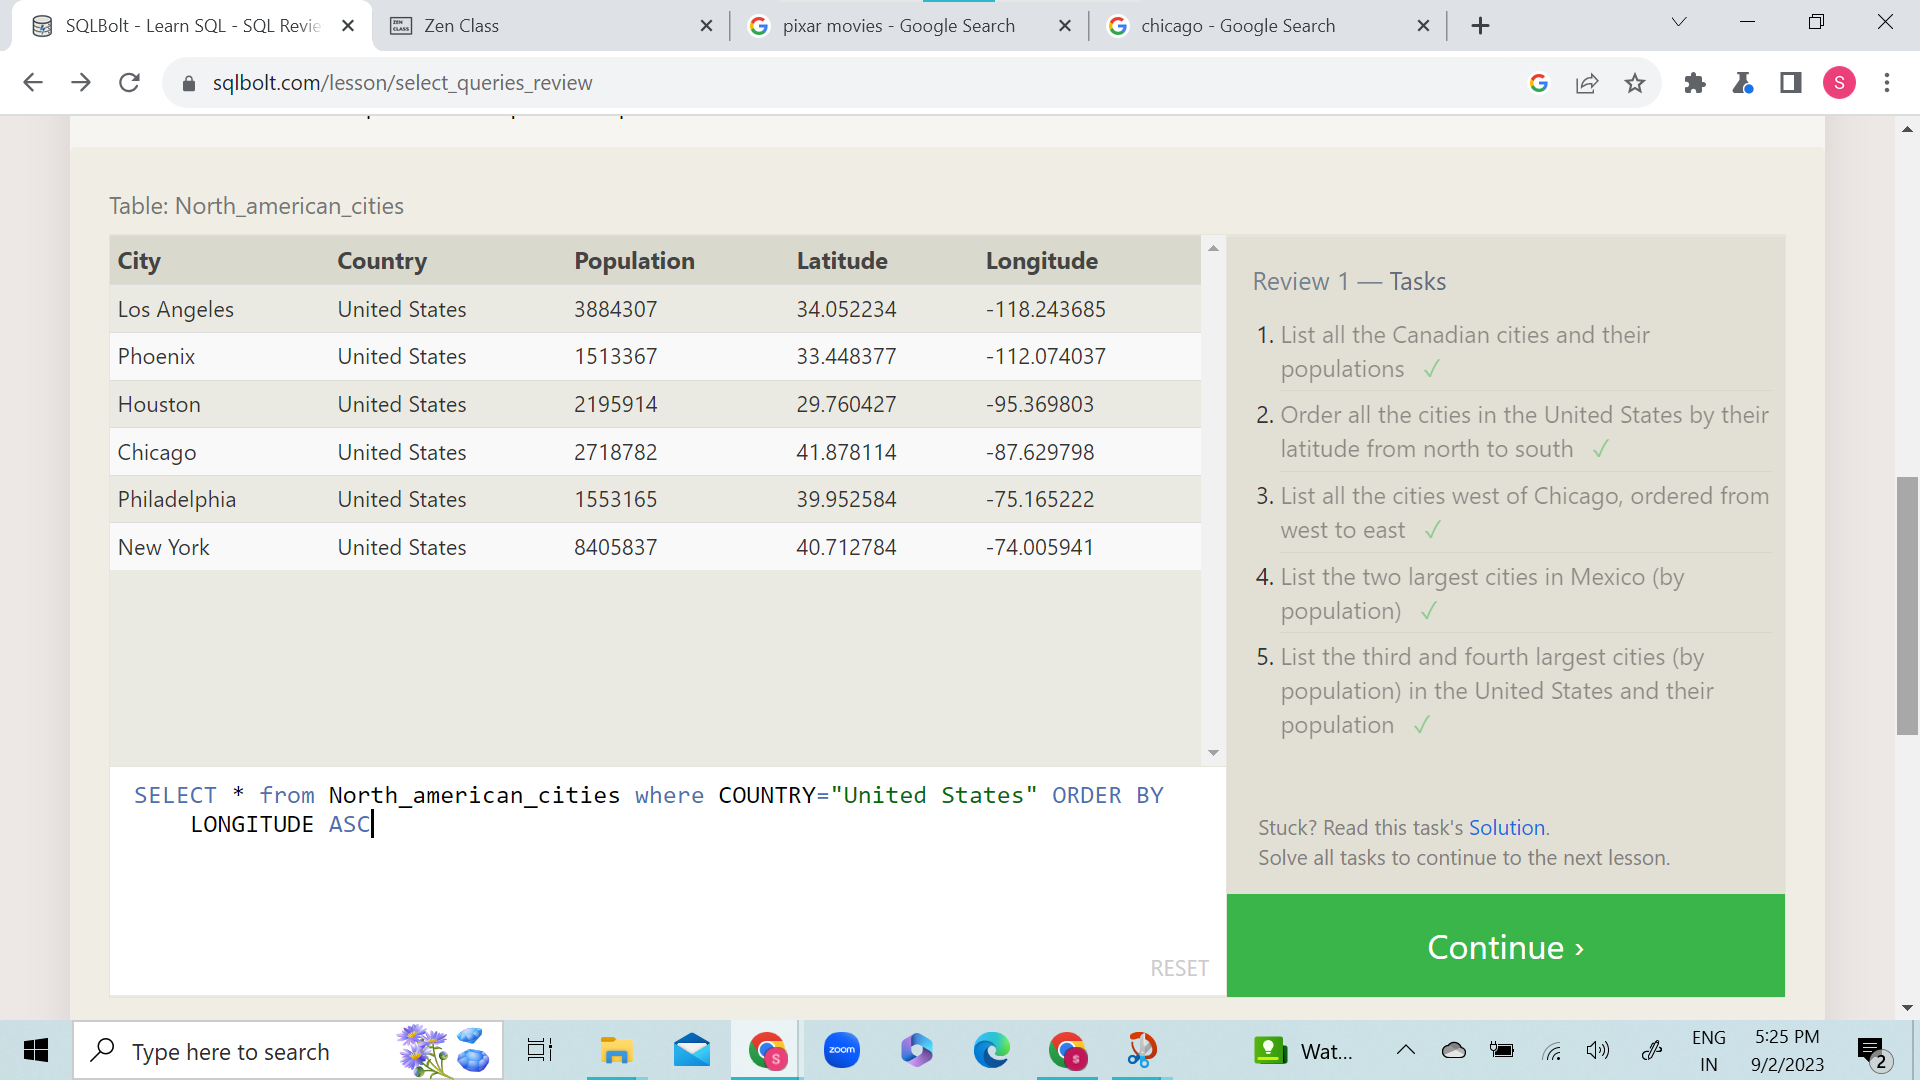 SQLBolt - Learn SQL - SQL Revie
Zen Class
pixar movies - Google Search
chicago - Google Search
sqlbolt.com/lesson/select_queries_review
S
Table: North_american_cities
City Country Population Latitude Longitude
Los Angeles United States 3884307 34.052234 -118.243685
Phoenix United States 1513367 33.448377 -112.074037
Houston United States 2195914 29.760427 -95.369803
Chicago United States 2718782 41.878114 -87.629798
Philadelphia United States 1553165 39.952584 -75.165222
New York United States 8405837 40.712784 -74.005941
Review 1 — Tasks
1. List all the Canadian cities and their
populations ✓
2. Order all the cities in the United States by their
latitude from north to south ✓
3. List all the cities west of Chicago, ordered from
west to east ✓
4. List the two largest cities in Mexico (by
population) ✓
5. List the third and fourth largest cities (by
population) in the United States and their
population ✓
SELECT * from North_american_cities where COUNTRY="United States" ORDER BY
LONGITUDE ASC
RESET
Stuck? Read this task's Solution.
Solve all tasks to continue to the next lesson.
Continue ›
Type here to search
S
zoom
s
Wat...
ENG
IN
5:25 PM
9/2/2023
2